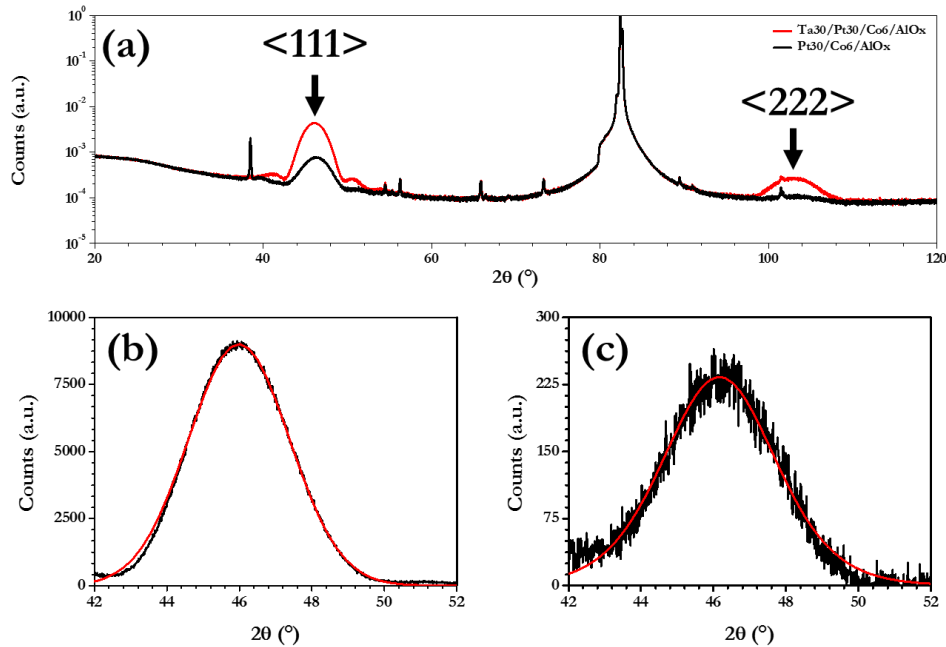 (a)
<111>
<222>
Ta30/Pt30/Co6/AlOx
Pt30/Co6/AlOx
Counts (a.u.)
10⁰
10⁻¹
10⁻²
10⁻³
10⁻⁴
10⁻⁵
20 40 60 80 100 120
2θ (°)
(b)
Counts (a.u.)
10000
7500
5000
2500
0
42 44 46 48 50 52
2θ (°)
(c)
Counts (a.u.)
300
225
150
75
0
42 44 46 48 50 52
2θ (°)